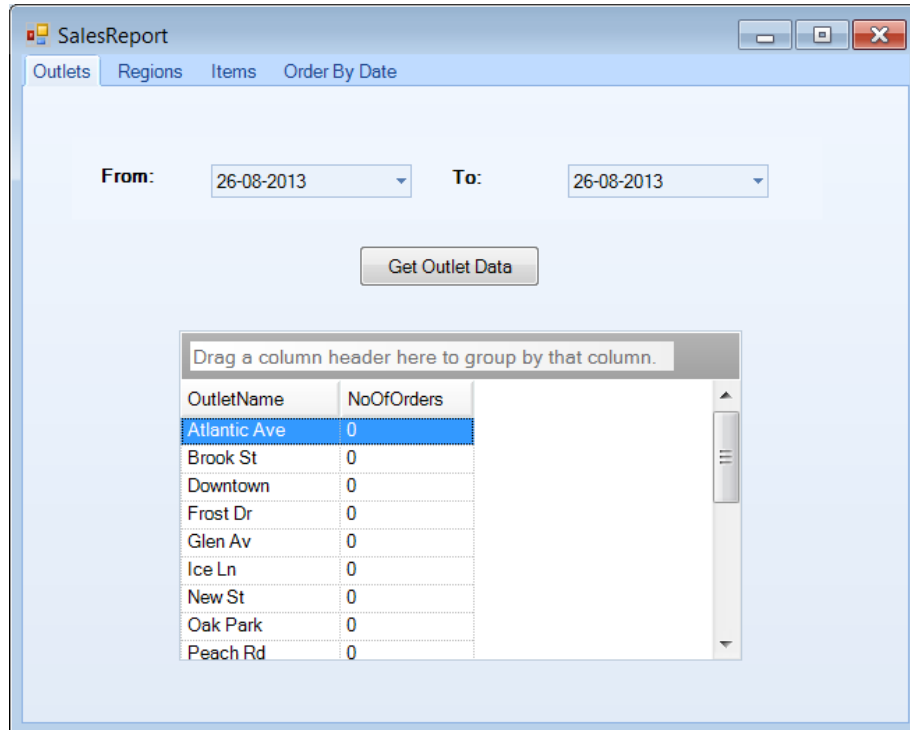 SalesReport
Outlets Regions Items Order By Date
From: 26-08-2013 To: 26-08-2013
Get Outlet Data
Drag a column header here to group by that column.
OutletName NoOfOrders
Atlantic Ave 0
Brook St 0
Downtown 0
Frost Dr 0
Glen Av 0
Ice Ln 0
New St 0
Oak Park 0
Peach Rd 0